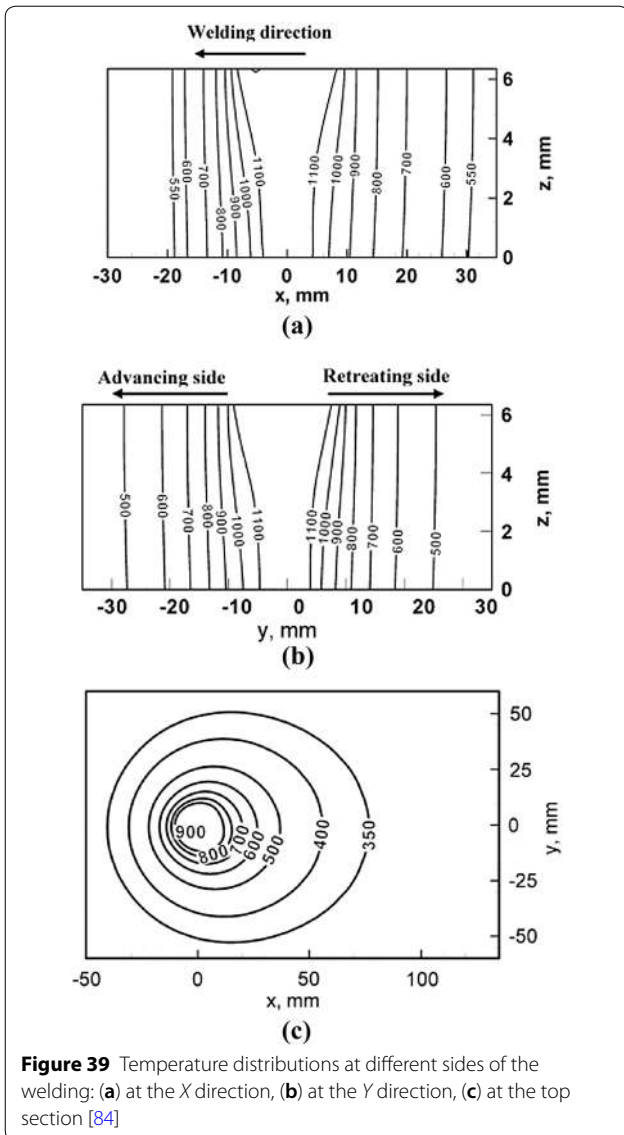 Welding direction
550
600
700
800
900
1000
1100
1100
1000
900
800
700
600
550
6
4
2
0
z, mm
-30 -20 -10 0 10 20 30
x, mm
(a)
Advancing side Retreating side
500
600
700
800
900
1000
1100
1100
1000
900
800
700
600
500
6
4
2
0
z, mm
-30 -20 -10 0 10 20 30
y, mm
(b)
900
800
700
600
500
400
350
50
25
0
-25
-50
y, mm
-50 0 50 100
x, mm
(c)
Figure 39 Temperature distributions at different sides of the
welding: (a) at the X direction, (b) at the Y direction, (c) at the top
section [84]